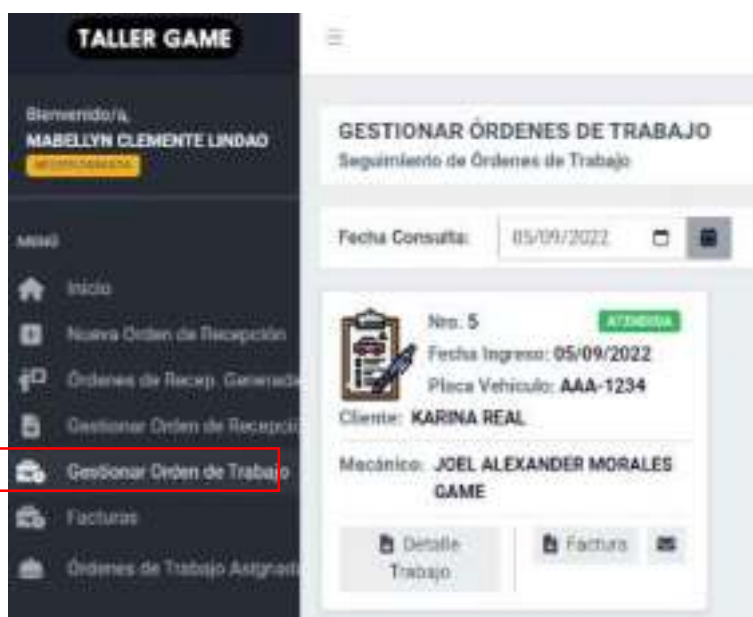 TALLER GAME
Bienvenido/a,
MABELLYN CLEMENTE LINDAO
MENÚ
Inicio
Nueva Orden de Recepción
Órdenes de Recep. Generada
Gestionar Orden de Recepció
Gestionar Orden de Trabajo
Facturas
Órdenes de Trabajo Asignada
GESTIONAR ÓRDENES DE TRABAJO
Seguimiento de Órdenes de Trabajo
Fecha Consulta: 05/09/2022
Nro. 5 ATENDIDA
Fecha Ingreso: 05/09/2022
Placa Vehículo: AAA-1234
Cliente: KARINA REAL
Mecánico: JOEL ALEXANDER MORALES
GAME
Detalle
Trabajo
Factura